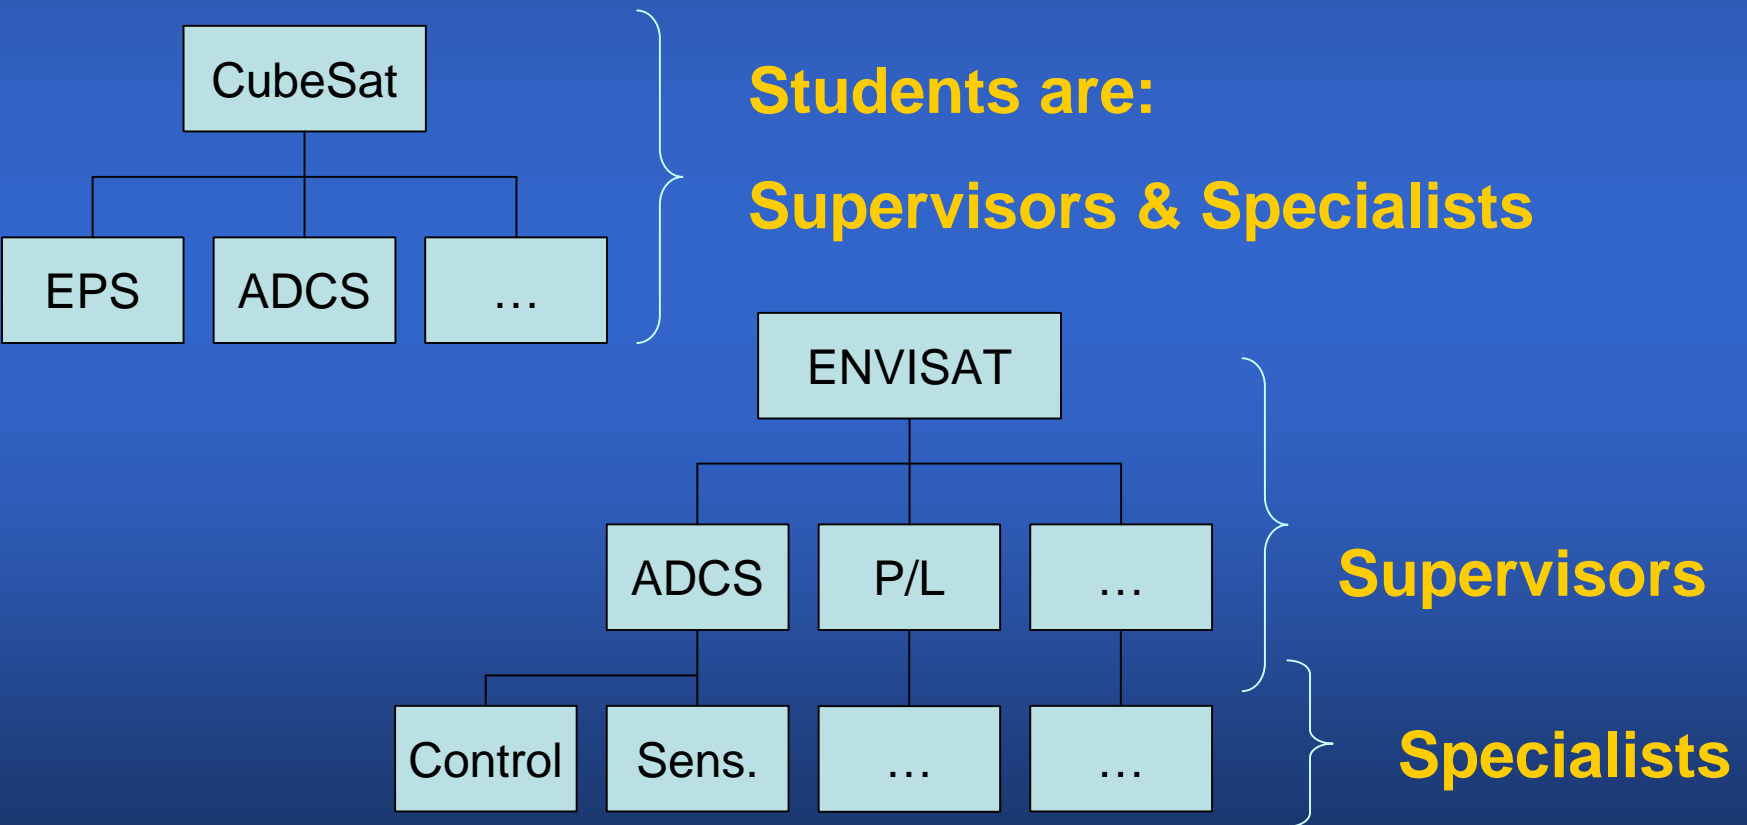 CubeSat
Students are:
Supervisors & Specialists
EPS
ADCS
…
ENVISAT
ADCS
P/L
…
Supervisors
Control
Sens.
…
…
Specialists